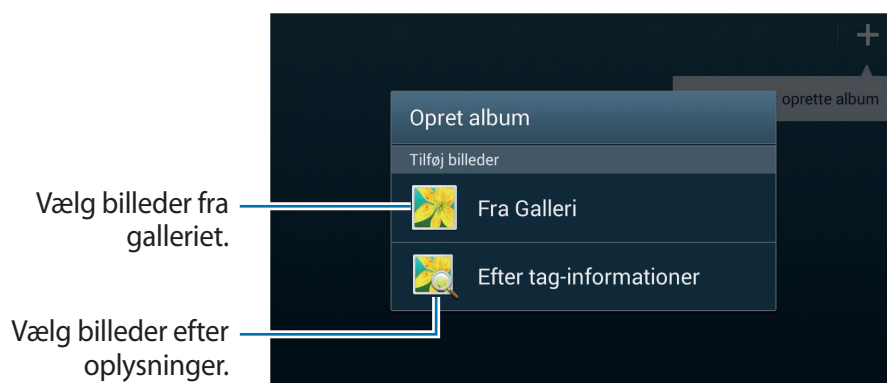 oprette album
Opret album
Tilføj billeder
Vælg billeder fra
galleriet.
Fra Galleri
Efter tag-informationer
Vælg billeder efter
oplysninger.